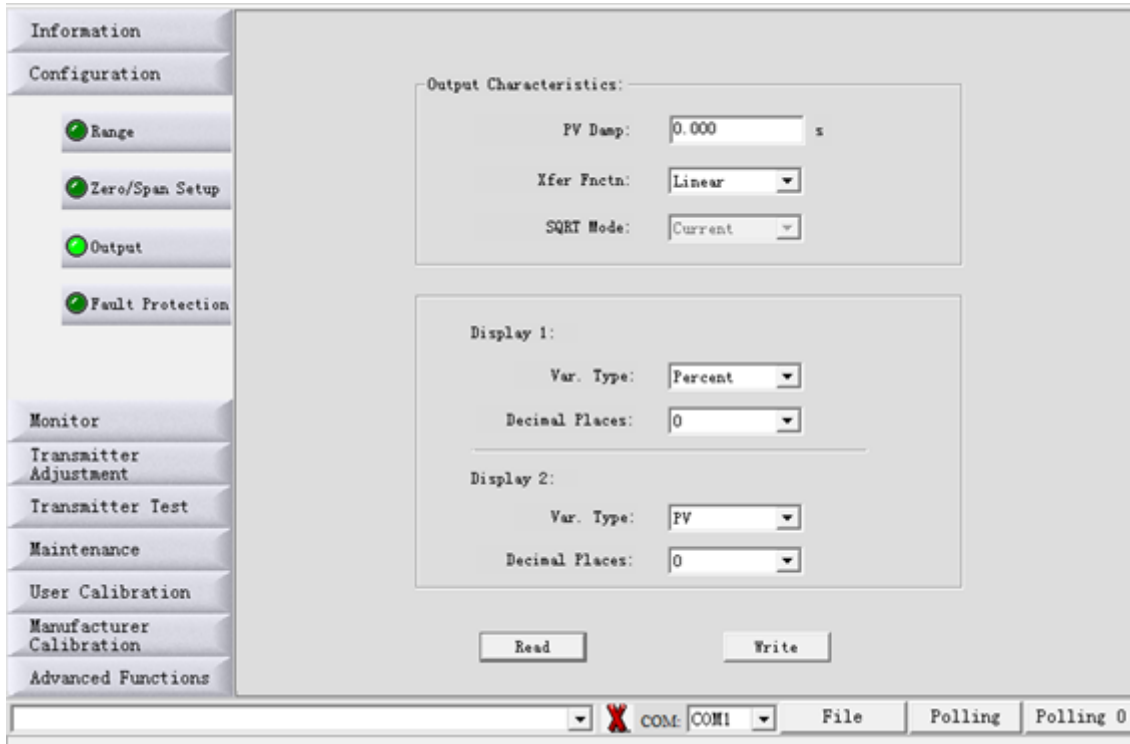 Information
Configuration
Range
Zero/Span Setup
Output
Fault Protection
Monitor
Transmitter
Adjustment
Transmitter Test
Maintenance
User Calibration
Manufacturer
Calibration
Advanced Functions
Output Characteristics:
PV Damp: 0.000 s
Xfer Fnctn: Linear
SQRT Mode: Current
Display 1:
Var. Type: Percent
Decimal Places: 0
Display 2:
Var. Type: PV
Decimal Places: 0
Read Write
COM: COM1 File Polling Polling 0